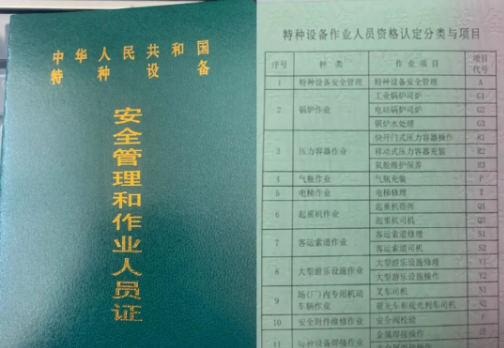 中华人民共和国
特种设备
安全管理和作业人员证
特种设备作业人员资格认定分类与项目
序号 种类 作业项目 项目代号
1 特种设备安全管理 特种设备安全管理 A
2 锅炉作业 工业锅炉司炉 G1
电站锅炉司炉 G2
锅炉水处理 G3
3 压力容器作业 快开门式压力容器操作 R1
移动式压力容器充装 R2
氧舱维护保养 R3
4 气瓶作业 气瓶充装 P
5 电梯作业 电梯修理 T
6 起重机作业 起重机指挥 Q1
起重机司机 Q2
7 客运索道作业 客运索道修理 S1
客运索道司机 S2
8 大型游乐设施作业 大型游乐设施修理 Y1
大型游乐设施操作 Y2
9 场(厂)内专用机动车辆作业 叉车司机 N1
观光车和观光列车司机 N2
10 安全附件维修作业 安全阀校验 F
11 特种设备焊接作业 金属焊接操作